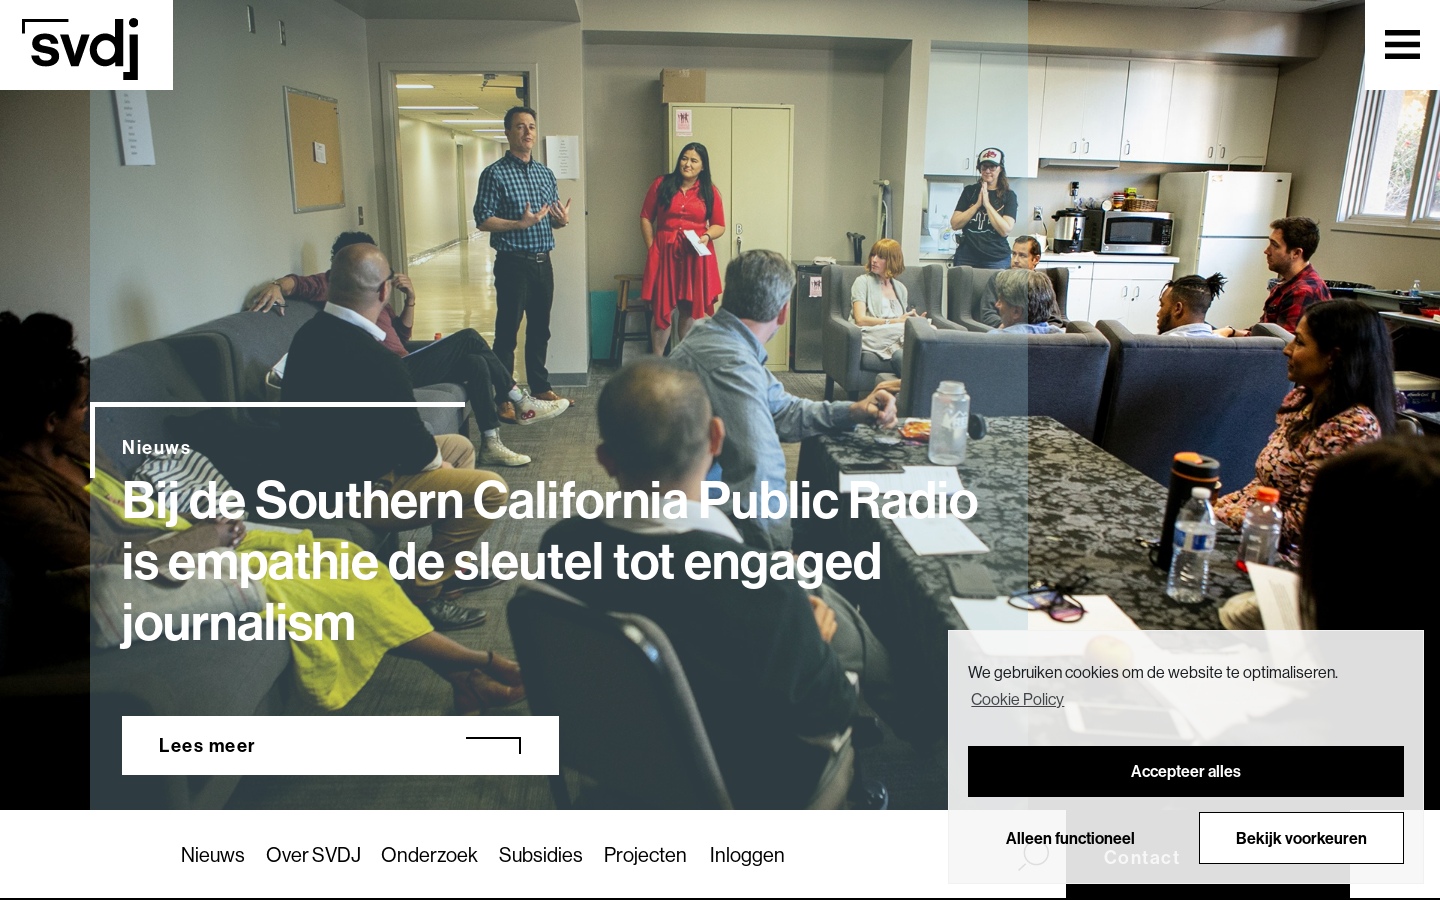 svdj
Nieuws
Bij de Southern California Public Radio
is empathie de sleutel tot engaged
journalism
Lees meer
We gebruiken cookies om de website te optimaliseren.
Cookie Policy
Accepteer alles
Alleen functioneel
Bekijk voorkeuren
Nieuws
Over SVDJ
Onderzoek
Subsidies
Projecten
Inloggen
Contact